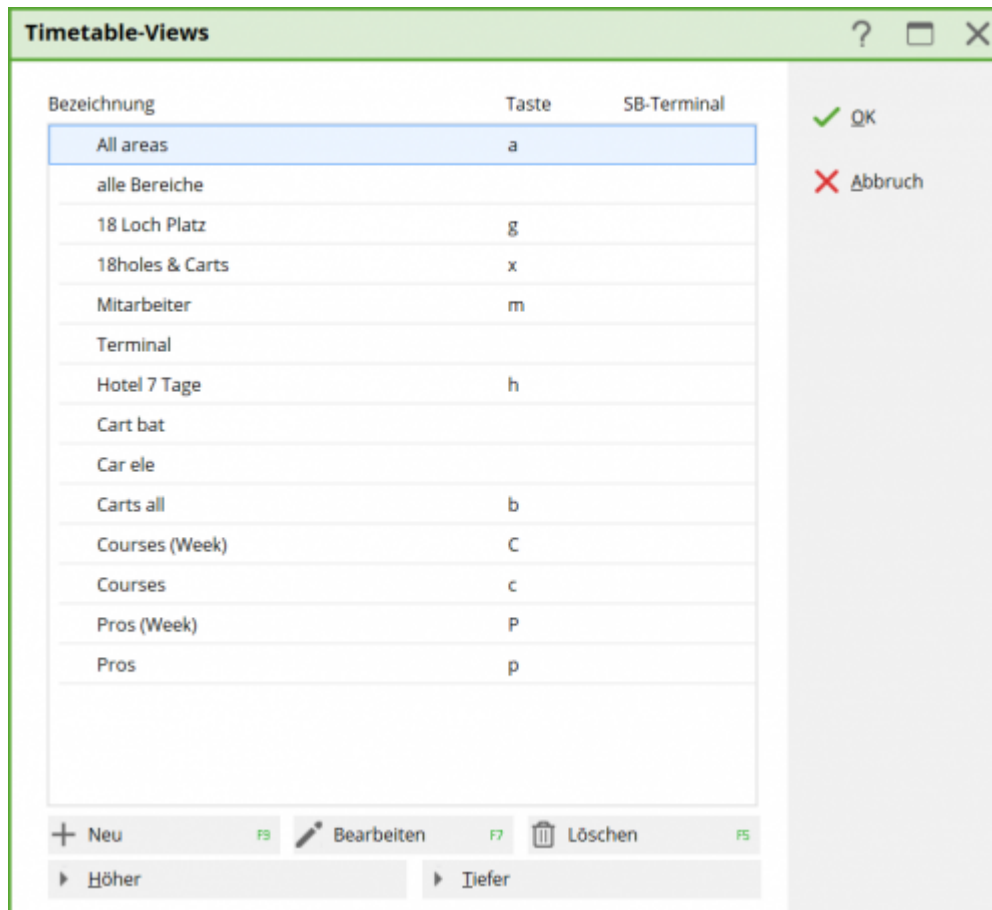 Timetable-Views ?
Bezeichnung Taste SB-Terminal
OK
Abbruch
All areas a
alle Bereiche
18 Loch Platz g
18holes & Carts x
Mitarbeiter m
Terminal
Hotel 7 Tage h
Cart bat
Car ele
Carts all b
Courses (Week) C
Courses c
Pros (Week) P
Pros p
Neu F9 Bearbeiten F7 Löschen F5
Höher Tiefer